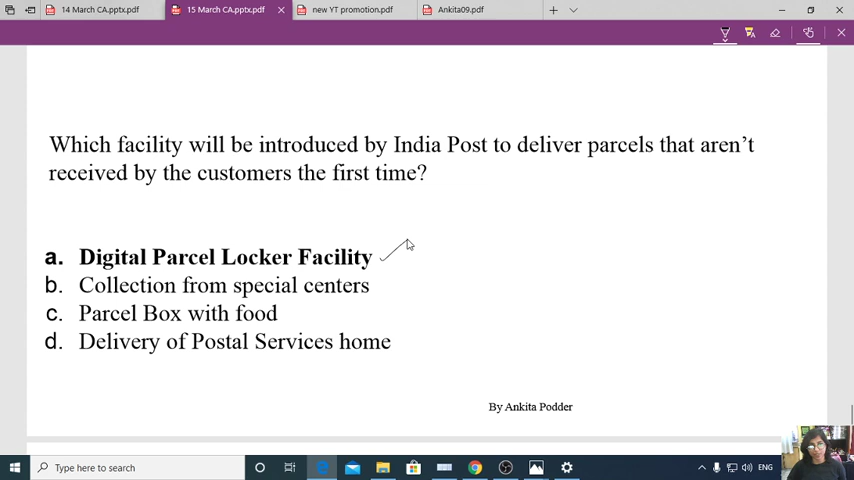 14 March CA.pptx.pdf
15 March CA.pptx.pdf
new YT promotion.pdf
Ankita09.pdf
Which facility will be introduced by India Post to deliver parcels that aren't
received by the customers the first time?
a. Digital Parcel Locker Facility
b. Collection from special centers
c. Parcel Box with food
d. Delivery of Postal Services home
By Ankita Podder
Type here to search
ENG